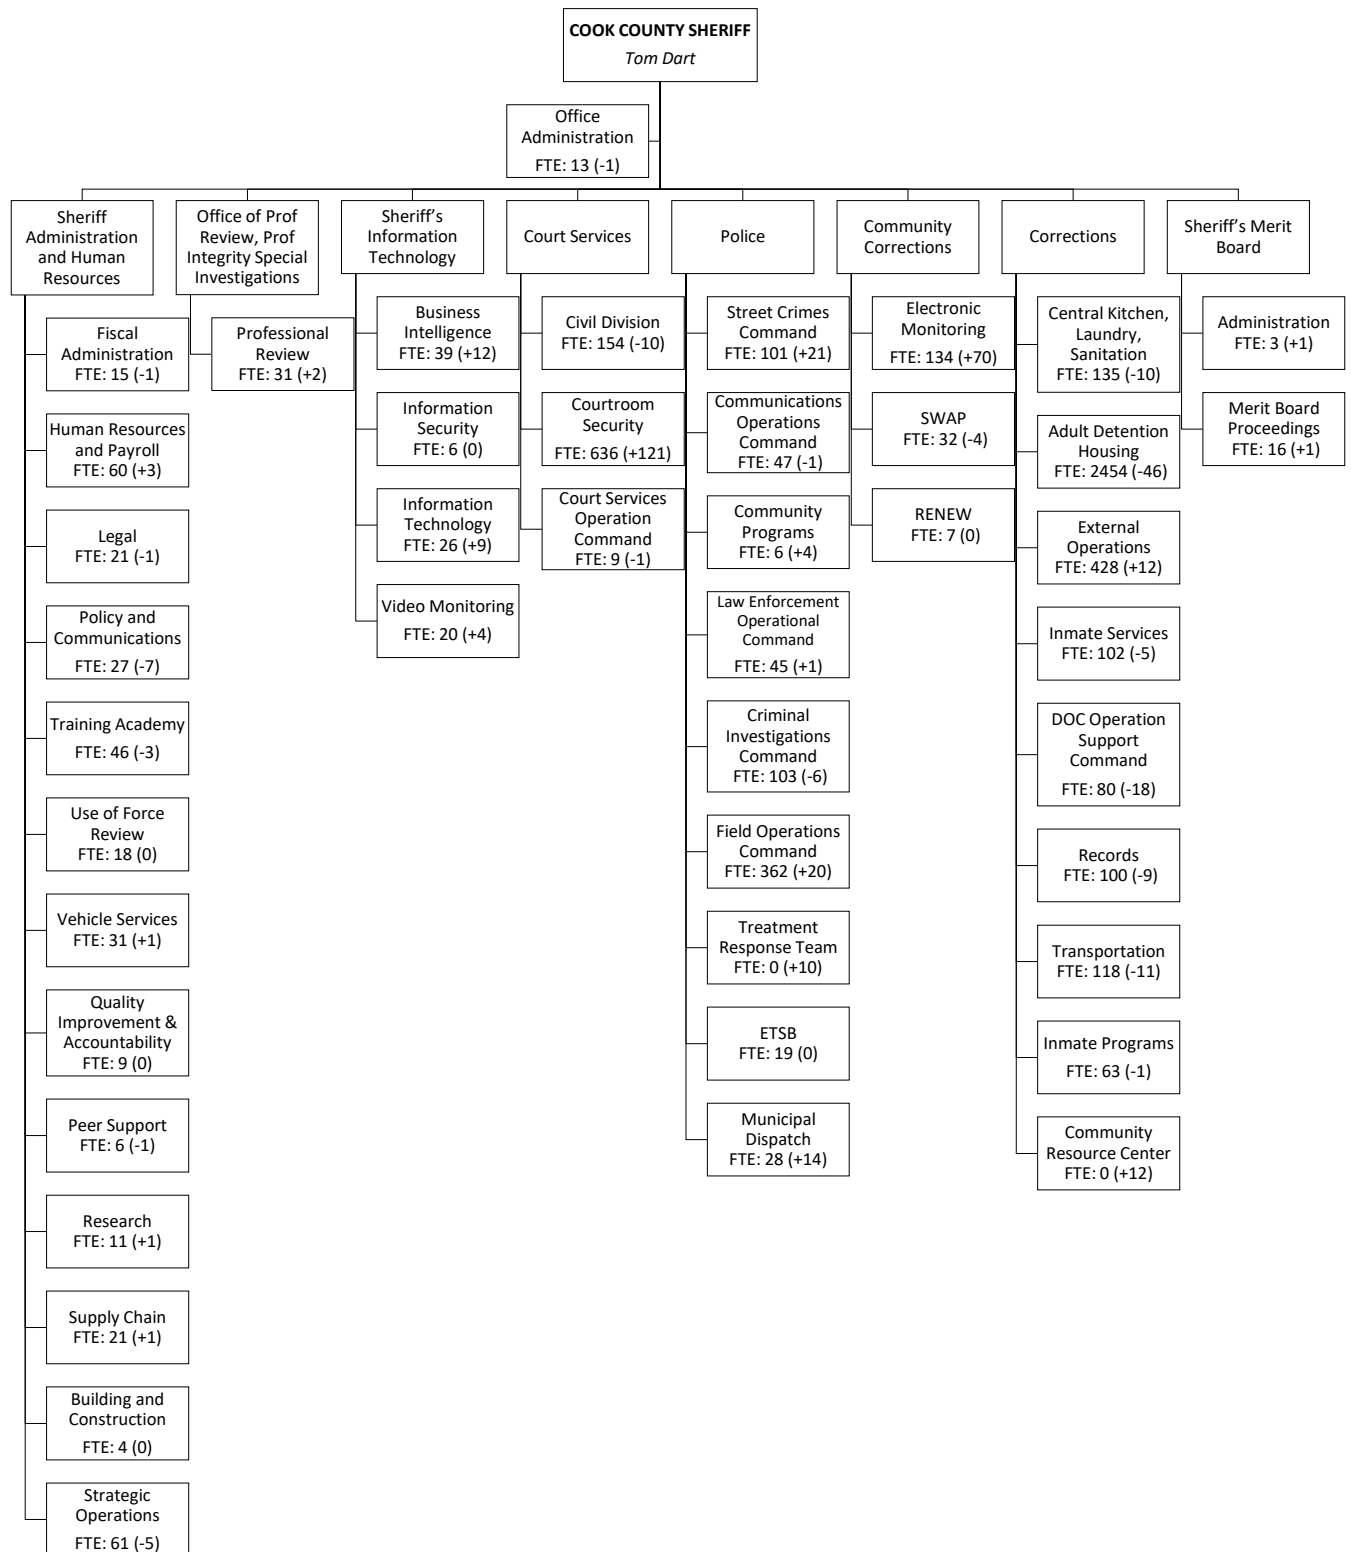 COOK COUNTY SHERIFF
Tom Dart
Office
Administration
FTE: 13 (-1)
Sheriff
Administration
and Human
Resources
Fiscal
Administration
FTE: 15 (-1)
Human Resources
and Payroll
FTE: 60 (+3)
Legal
FTE: 21 (-1)
Policy and
Communications
FTE: 27 (-7)
Training Academy
FTE: 46 (-3)
Use of Force
Review
FTE: 18 (0)
Vehicle Services
FTE: 31 (+1)
Quality
Improvement &
Accountability
FTE: 9 (0)
Peer Support
FTE: 6 (-1)
Research
FTE: 11 (+1)
Supply Chain
FTE: 21 (+1)
Building and
Construction
FTE: 4 (0)
Strategic
Operations
FTE: 61 (-5)
Office of Prof
Review, Prof
Integrity Special
Investigations
Professional
Review
FTE: 31 (+2)
Sheriff’s
Information
Technology
Business
Intelligence
FTE: 39 (+12)
Information
Security
FTE: 6 (0)
Information
Technology
FTE: 26 (+9)
Video Monitoring
FTE: 20 (+4)
Court Services
Civil Division
FTE: 154 (-10)
Courtroom
Security
FTE: 636 (+121)
Court Services
Operation
Command
FTE: 9 (-1)
Police
Street Crimes
Command
FTE: 101 (+21)
Communications
Operations
Command
FTE: 47 (-1)
Community
Programs
FTE: 6 (+4)
Law Enforcement
Operational
Command
FTE: 45 (+1)
Criminal
Investigations
Command
FTE: 103 (-6)
Field Operations
Command
FTE: 362 (+20)
Treatment
Response Team
FTE: 0 (+10)
ETSB
FTE: 19 (0)
Municipal
Dispatch
FTE: 28 (+14)
Community
Corrections
Electronic
Monitoring
FTE: 134 (+70)
SWAP
FTE: 32 (-4)
RENEW
FTE: 7 (0)
Corrections
Central Kitchen,
Laundry,
Sanitation
FTE: 135 (-10)
Adult Detention
Housing
FTE: 2454 (-46)
External
Operations
FTE: 428 (+12)
Inmate Services
FTE: 102 (-5)
DOC Operation
Support
Command
FTE: 80 (-18)
Records
FTE: 100 (-9)
Transportation
FTE: 118 (-11)
Inmate Programs
FTE: 63 (-1)
Community
Resource Center
FTE: 0 (+12)
Sheriff’s Merit
Board
Administration
FTE: 3 (+1)
Merit Board
Proceedings
FTE: 16 (+1)